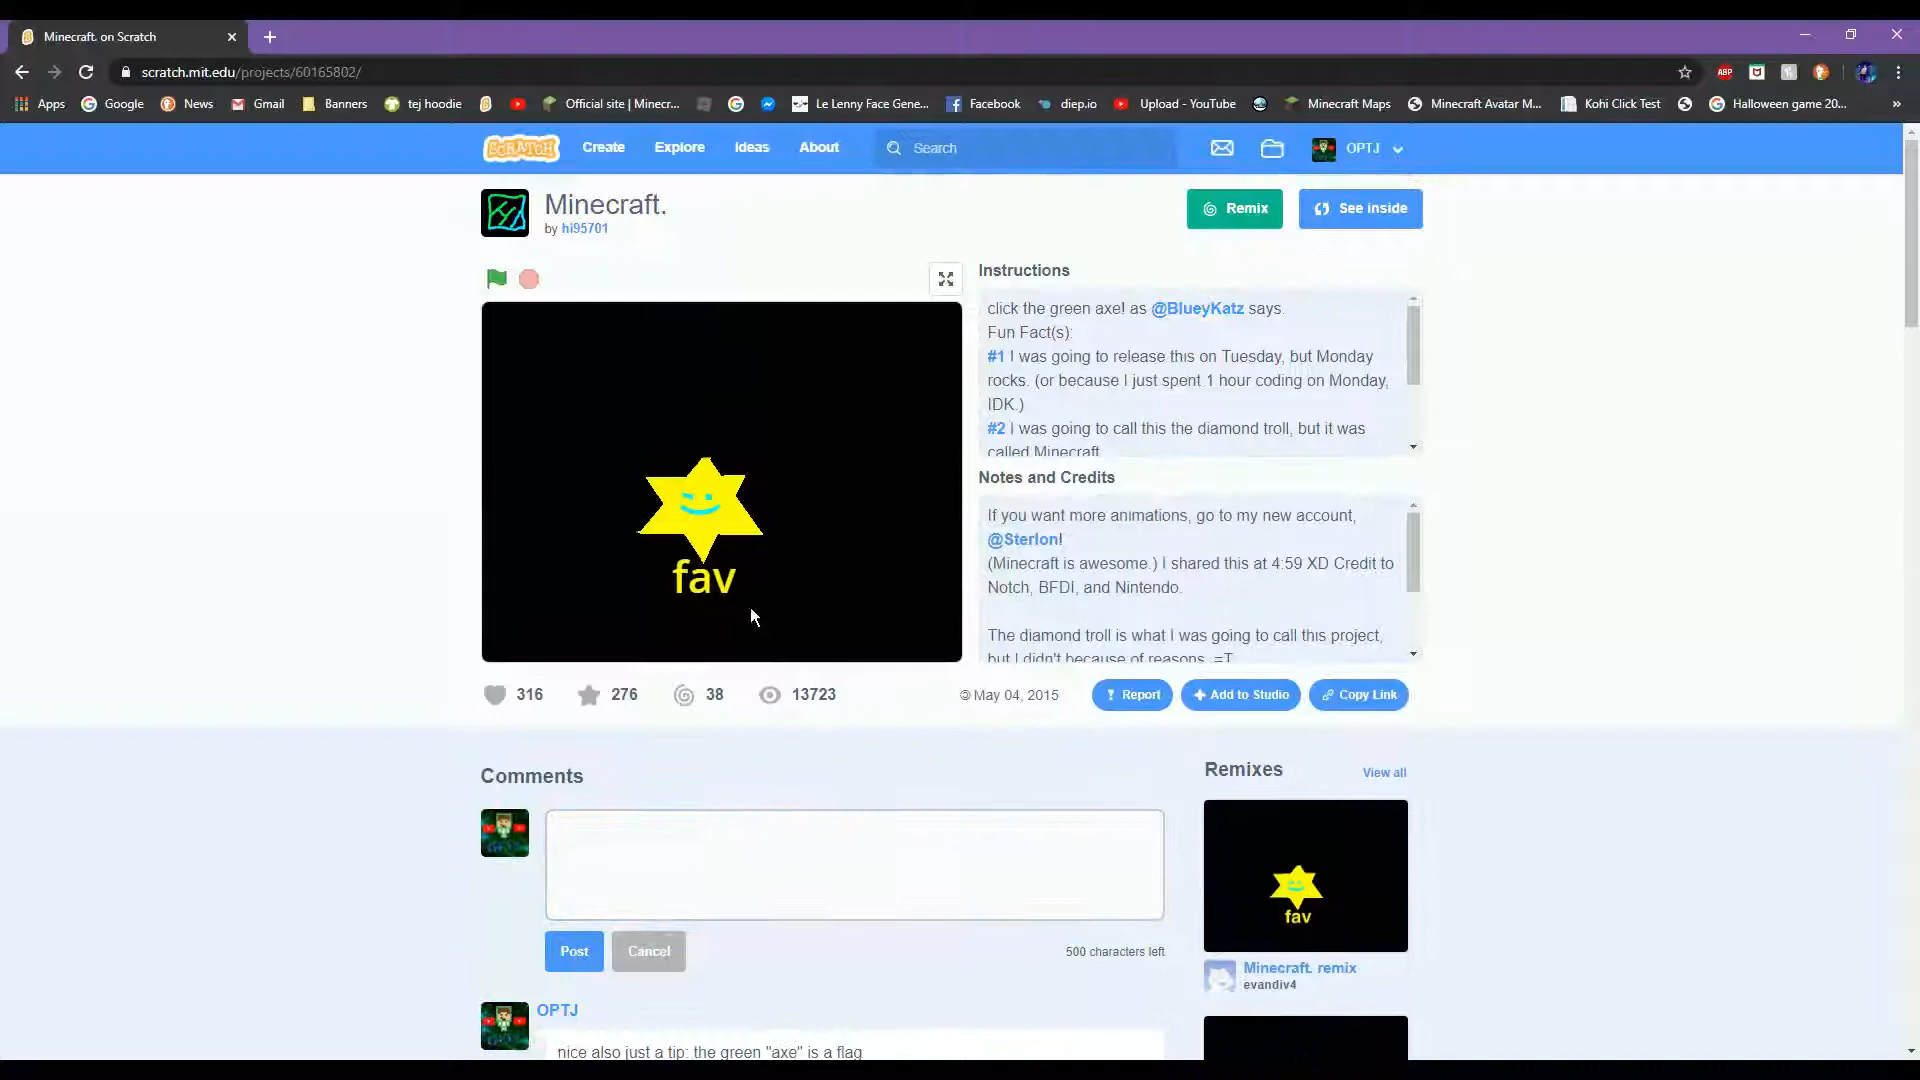 Minecraft. on Scratch
scratch.mit.edu/projects/60165802/
ABP
Apps
Google
News
Gmail
Banners
tej hoodie
Official site | Minecr...
Le Lenny Face Gene...
Facebook
diep.io
Upload - YouTube
Minecraft Maps
Minecraft Avatar M...
Kohi Click Test
Halloween game 20...
»
SCRATCH
Create
Explore
Ideas
About
Search
OPTJ
Minecraft.
by hi95701
Remix
See inside
fav
Instructions
click the green axe! as @BlueyKatz says.
Fun Fact(s):
#1 I was going to release this on Tuesday, but Monday
rocks. (or because I just spent 1 hour coding on Monday,
IDK.)
#2 I was going to call this the diamond troll, but it was
called Minecraft
Notes and Credits
If you want more animations, go to my new account,
@Sterlon!
(Minecraft is awesome.) I shared this at 4:59 XD Credit to
Notch, BFDI, and Nintendo.
The diamond troll is what I was going to call this project,
but I didn't because of reasons. =T
316
276
38
13723
© May 04, 2015
Report
Add to Studio
Copy Link
Comments
Post
Cancel
500 characters left
OPTJ
nice also just a tip: the green "axe" is a flag
Remixes
View all
fav
Minecraft. remix
evandiv4